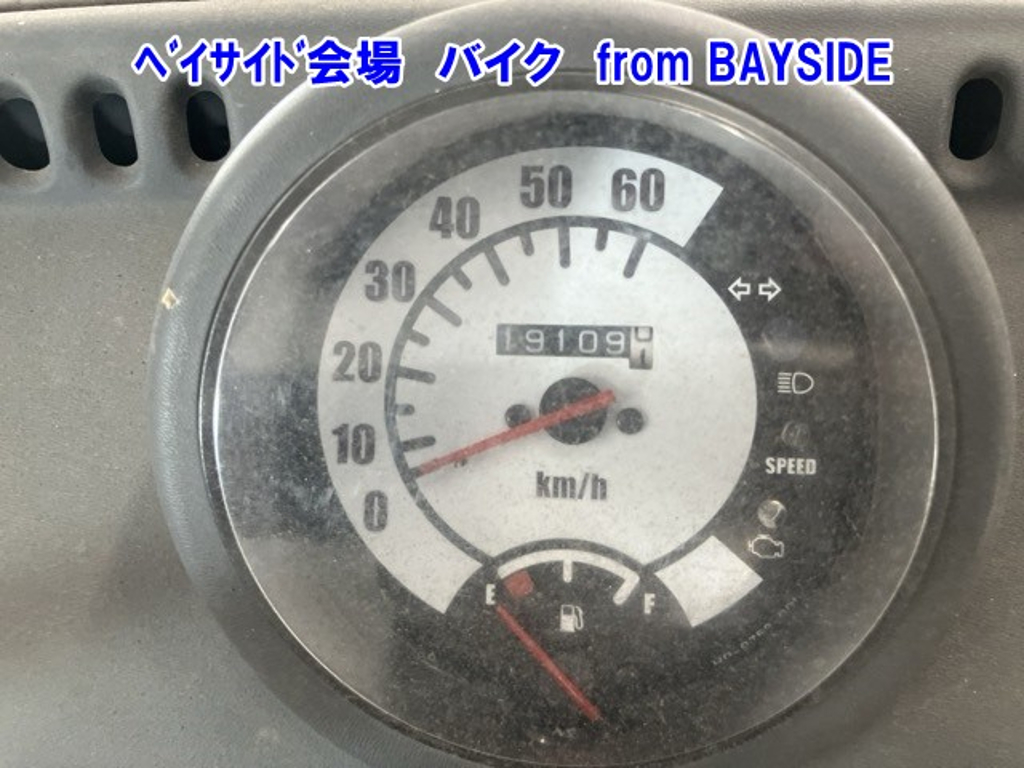 ﾍﾞｲｻｲﾄﾞ会場　バイク　from BAYSIDE
50 60
40
30
19109
20
10
SPEED
km/h
0
E F